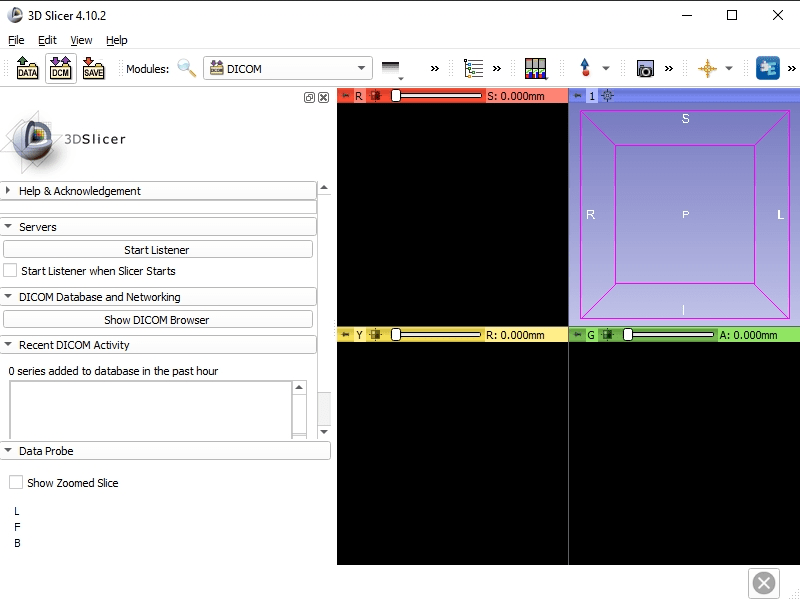 3D Slicer 4.10.2
File Edit View Help
DATA DCM SAVE Modules: DICOM DICOM »  »  »  »
3DSlicer
Help & Acknowledgement
Servers
Start Listener
Start Listener when Slicer Starts
DICOM Database and Networking
Show DICOM Browser
Recent DICOM Activity
0 series added to database in the past hour
Data Probe
Show Zoomed Slice
L
F
B
R S: 0.000mm
1
S
R P L
I
Y R: 0.000mm
G A: 0.000mm